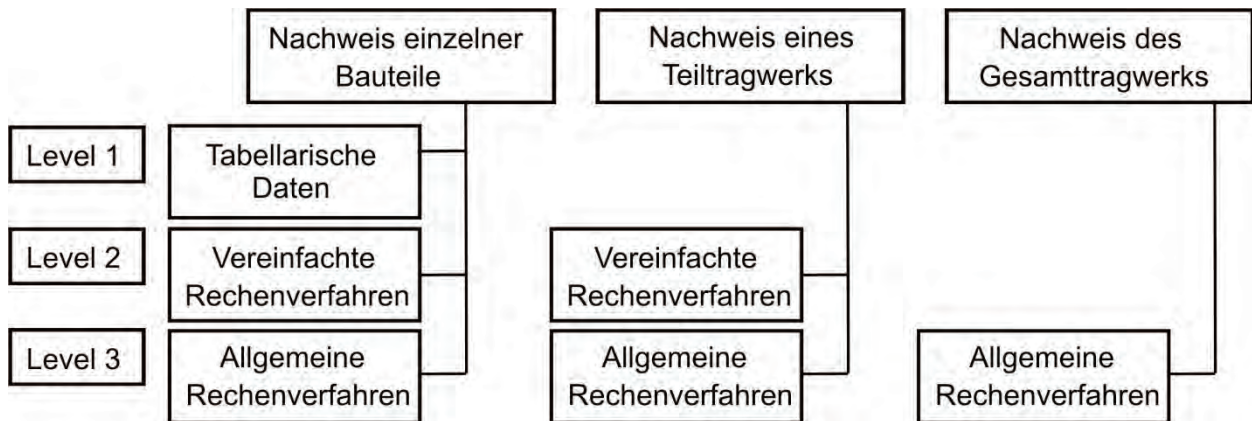 Nachweis einzelner
Bauteile
Nachweis eines
Teiltragwerks
Nachweis des
Gesamttragwerks
Level 1
Tabellarische
Daten
Level 2
Vereinfachte
Rechenverfahren
Vereinfachte
Rechenverfahren
Level 3
Allgemeine
Rechenverfahren
Allgemeine
Rechenverfahren
Allgemeine
Rechenverfahren